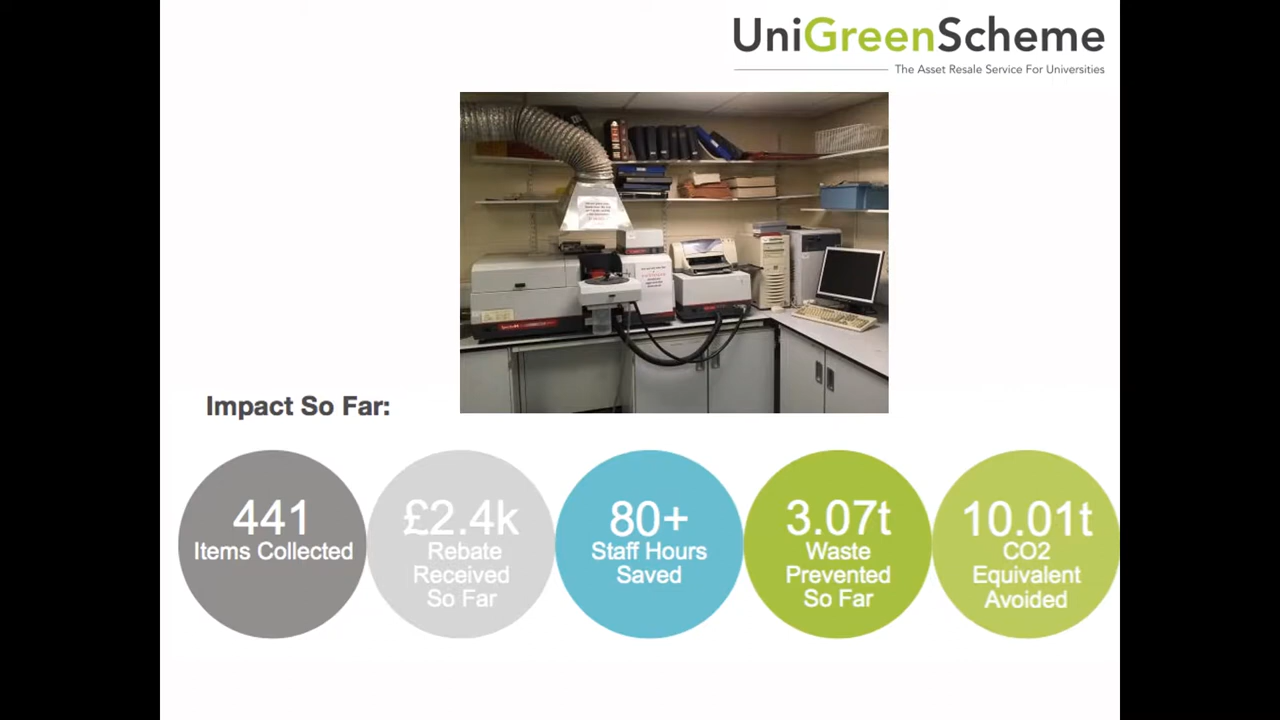 UniGreenScheme
The Asset Resale Service For Universities
Impact So Far:
441
Items Collected
£2.4k
Rebate
Received
So Far
80+
Staff Hours
Saved
3.07t
Waste
Prevented
So Far
10.01t
CO2
Equivalent
Avoided